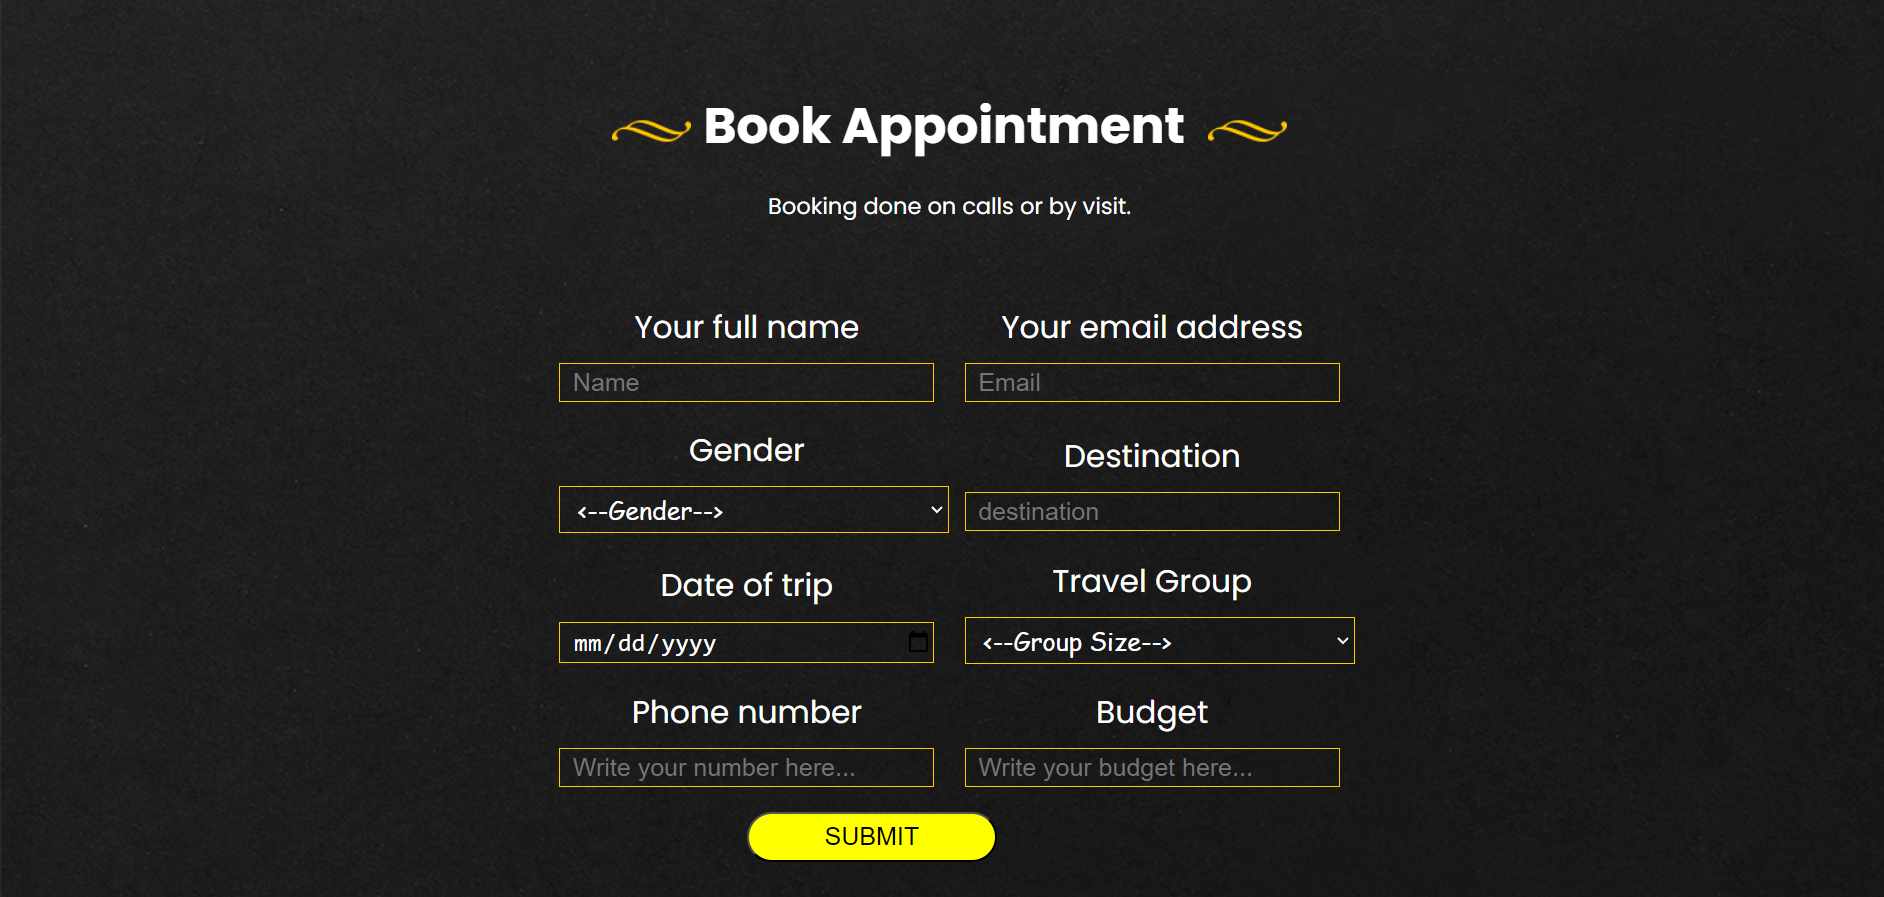 Book Appointment
Booking done on calls or by visit.
Your full name
Your email address
Name
Email
Gender
Destination
<--Gender-->
destination
Date of trip
Travel Group
mm/dd/yyyy
<--Group Size-->
Phone number
Budget
Write your number here...
Write your budget here...
SUBMIT